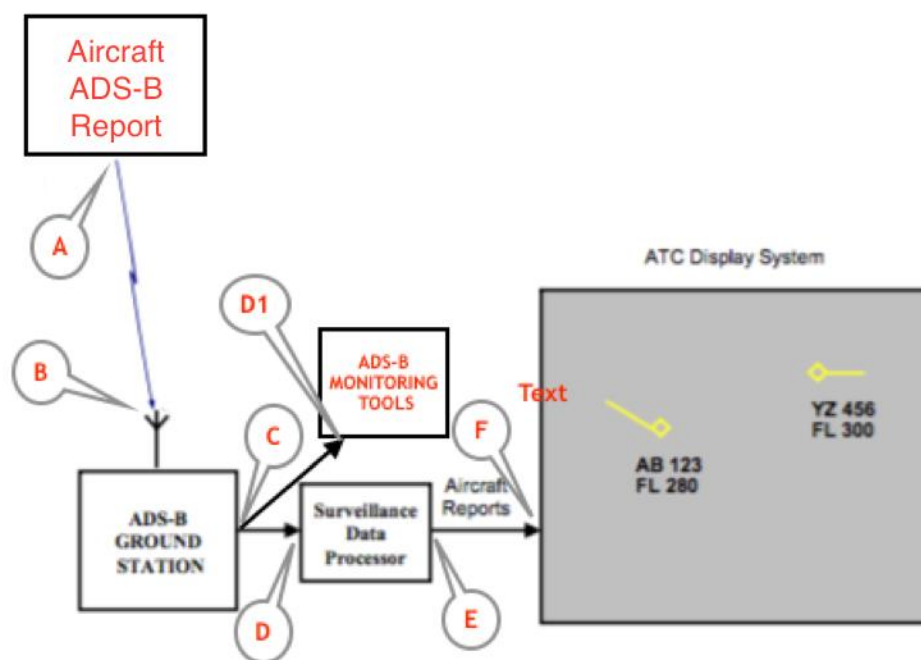 Aircraft
ADS-B
Report
A
ATC Display System
D1
B
ADS-B
MONITORING
TOOLS
Text
YZ 456
FL 300
C
F
AB 123
FL 280
Aircraft
Reports
ADS-B
GROUND
STATION
Surveillance
Data
Processor
D
E